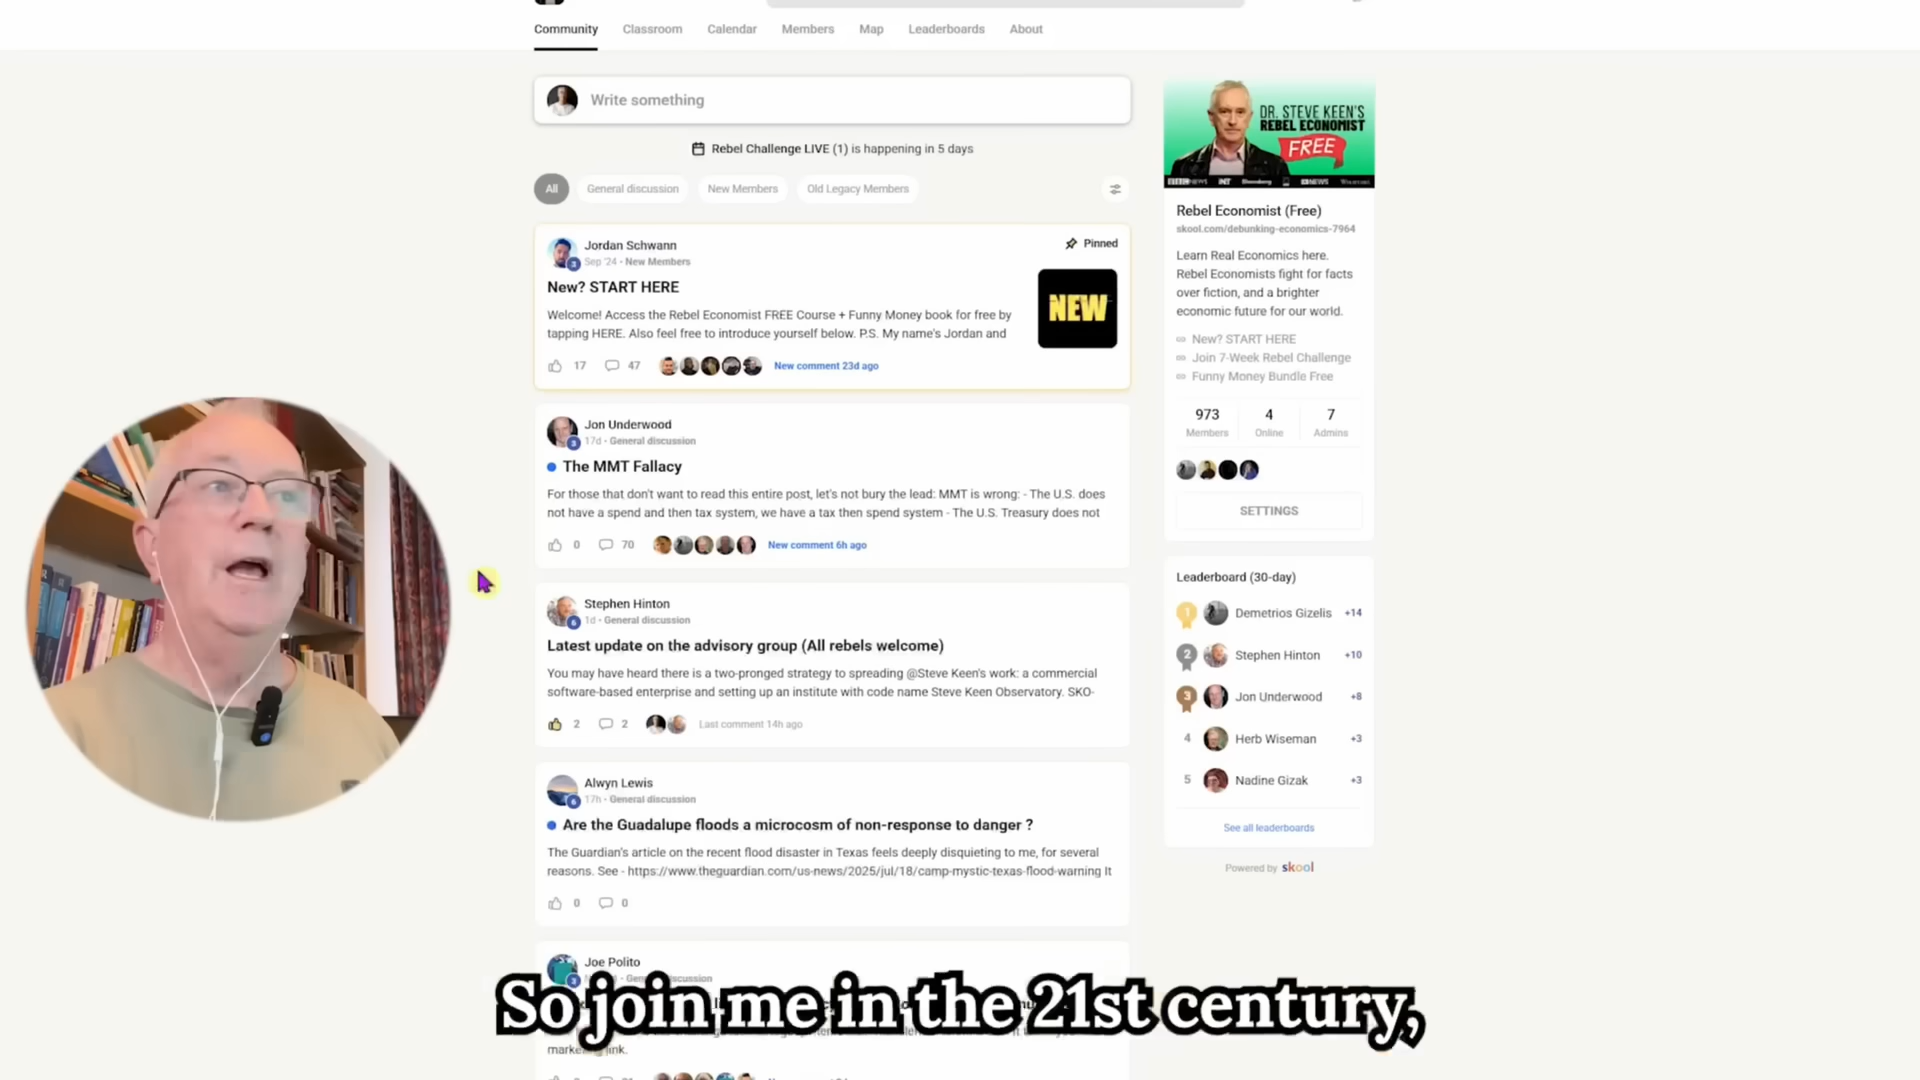 Community Classroom Calendar Members Map Leaderboards About
Write something
Rebel Challenge LIVE (1) is happening in 5 days
All General discussion New Members Old Legacy Members
Jordan Schwann
Sep '24 • New Members
Pinned
New? START HERE
Welcome! Access the Rebel Economist FREE Course + Funny Money book for free by
tapping HERE. Also feel free to introduce yourself below. P.S. My name's Jordan and
NEW
17 47 New comment 23d ago
Jon Underwood
17d • General discussion
The MMT Fallacy
For those that don't want to read this entire post, let's not bury the lead: MMT is wrong: - The U.S. does
not have a spend and then tax system, we have a tax then spend system - The U.S. Treasury does not
0 70 New comment 6h ago
Stephen Hinton
1d • General discussion
Latest update on the advisory group (All rebels welcome)
You may have heard there is a two-pronged strategy to spreading @Steve Keen's work: a commercial
software-based enterprise and setting up an institute with code name Steve Keen Observatory. SKO-
2 2 Last comment 14h ago
Alwyn Lewis
17h • General discussion
Are the Guadalupe floods a microcosm of non-response to danger ?
The Guardian's article on the recent flood disaster in Texas feels deeply disquieting to me, for several
reasons. See - https://www.theguardian.com/us-news/2025/jul/18/camp-mystic-texas-flood-warning It
0 0
Joe Polito
DR. STEVE KEEN'S
REBEL ECONOMIST
FREE
Rebel Economist (Free)
skool.com/debunking-economics-7964
Learn Real Economics here.
Rebel Economists fight for facts
over fiction, and a brighter
economic future for our world.
New? START HERE
Join 7-Week Rebel Challenge
Funny Money Bundle Free
973 4 7
Members Online Admins
SETTINGS
Leaderboard (30-day)
1 Demetrios Gizelis +14
2 Stephen Hinton +10
3 Jon Underwood +8
4 Herb Wiseman +3
5 Nadine Gizak +3
See all leaderboards
Powered by skool
So join me in the 21st century,